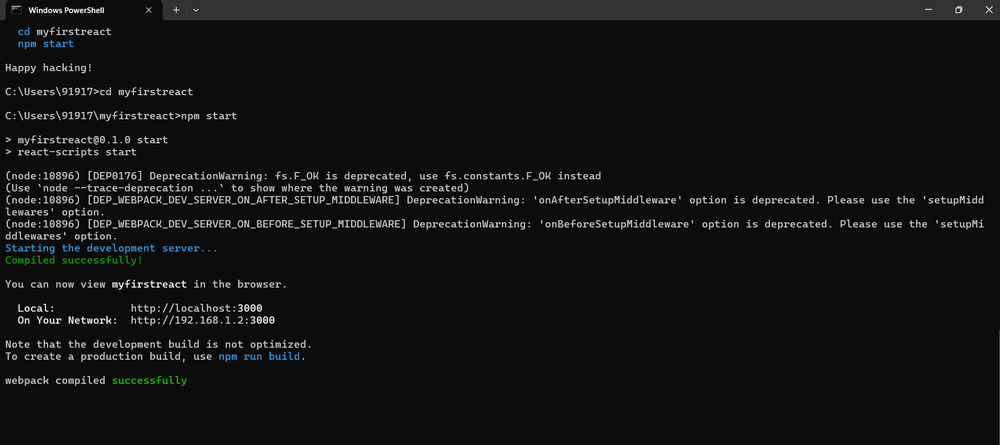 Windows PowerShell
cd myfirstreact
npm start
Happy hacking!
C:\Users\91917>cd myfirstreact
C:\Users\91917\myfirstreact>npm start
> myfirstreact@0.1.0 start
> react-scripts start
(node:10896) [DEP0176] DeprecationWarning: fs.F_OK is deprecated, use fs.constants.F_OK instead
(Use `node --trace-deprecation ...` to show where the warning was created)
(node:10896) [DEP_WEBPACK_DEV_SERVER_ON_AFTER_SETUP_MIDDLEWARE] DeprecationWarning: 'onAfterSetupMiddleware' option is deprecated. Please use the 'setupMidd
lewares' option.
(node:10896) [DEP_WEBPACK_DEV_SERVER_ON_BEFORE_SETUP_MIDDLEWARE] DeprecationWarning: 'onBeforeSetupMiddleware' option is deprecated. Please use the 'setupMi
ddlewares' option.
Starting the development server...
Compiled successfully!
You can now view myfirstreact in the browser.
Local:            http://localhost:3000
On Your Network:  http://192.168.1.2:3000
Note that the development build is not optimized.
To create a production build, use npm run build.
webpack compiled successfully